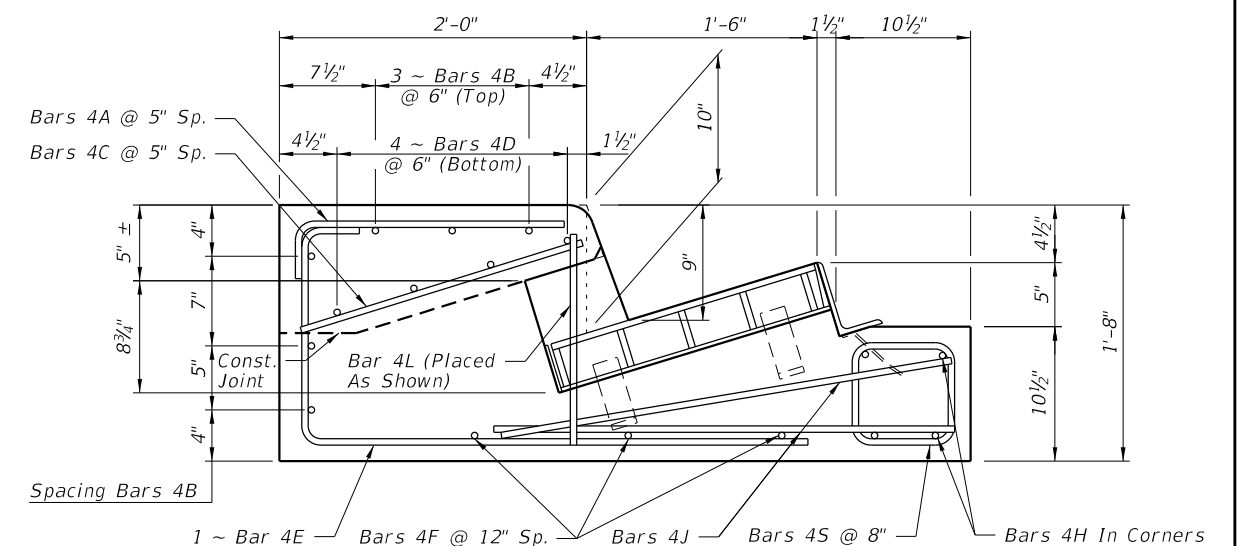 2'-0"
1'-6"
1½"
10½"
7½"
3 ~ Bars 4B
@ 6" (Top)
4½"
10"
Bars 4A @ 5" Sp.
Bars 4C @ 5" Sp.
4½"
4 ~ Bars 4D
@ 6" (Bottom)
1½"
5" ±
4"
9"
4½"
7"
5"
8¾"
1'-8"
Const.
Joint
Bar 4L (Placed
As Shown)
5"
10½"
4"
Spacing Bars 4B
1 ~ Bar 4E
Bars 4F @ 12" Sp.
Bars 4J
Bars 4S @ 8"
Bars 4H In Corners